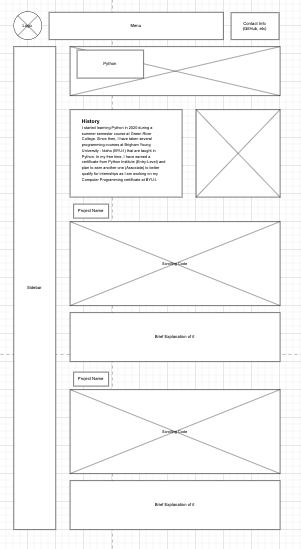 Logo
Menu
Contact Info
(GitHub, etc)
Python
History
I started learning Python in 2020 during a
summer semester course at Green River
College. Since then, I have taken several
programming courses at Brigham Young
University - Idaho (BYU-I) that are taught in
Python. In my free time, I have earned a
certificate from Python Institute (Entry-Level) and
plan to earn another one (Associate) to better
qualify for internships as I am working on my
Computer Programming certificate at BYU-I.
Project Name
Scrolling Code
Sidebar
Brief Explanation of it
Project Name
Scrolling Code
Brief Explanation of it